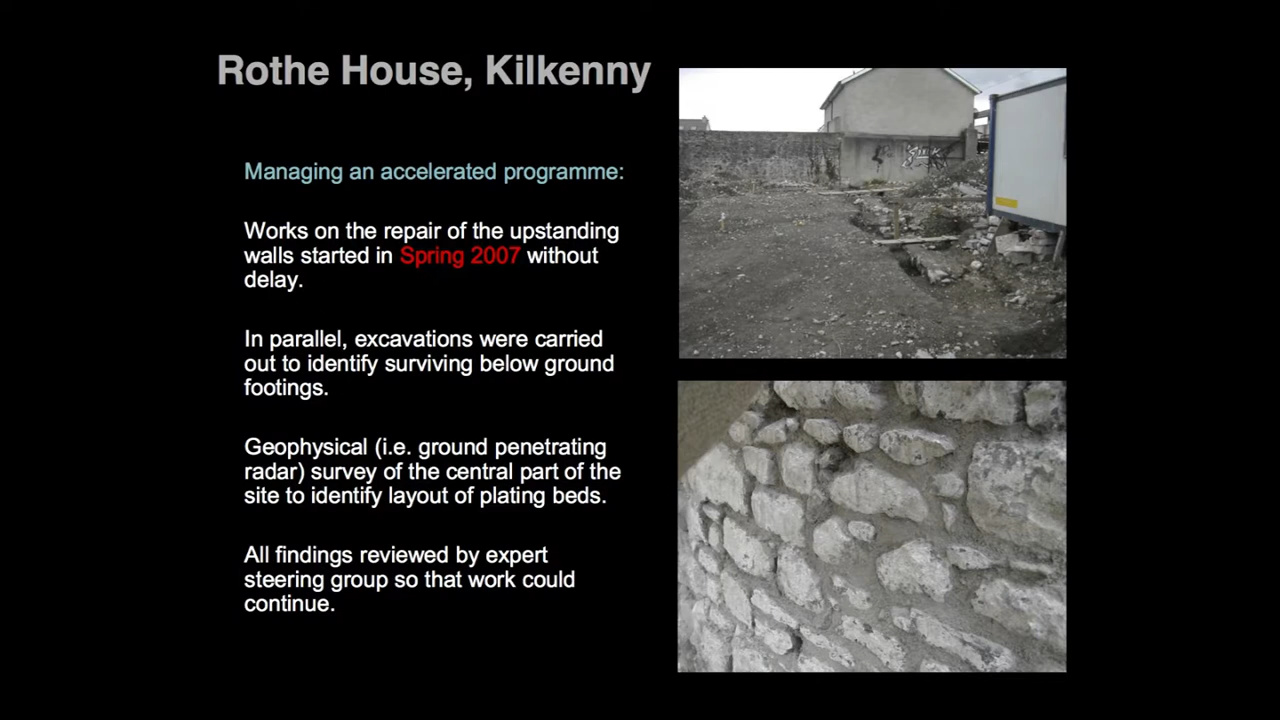 Rothe House, Kilkenny
Managing an accelerated programme:
Works on the repair of the upstanding
walls started in Spring 2007 without
delay.
In parallel, excavations were carried
out to identify surviving below ground
footings.
Geophysical (i.e. ground penetrating
radar) survey of the central part of the
site to identify layout of plating beds.
All findings reviewed by expert
steering group so that work could
continue.